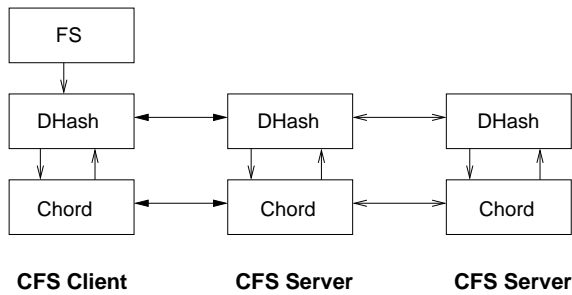 FS
DHash
DHash
DHash
Chord
Chord
Chord
CFS Client
CFS Server
CFS Server